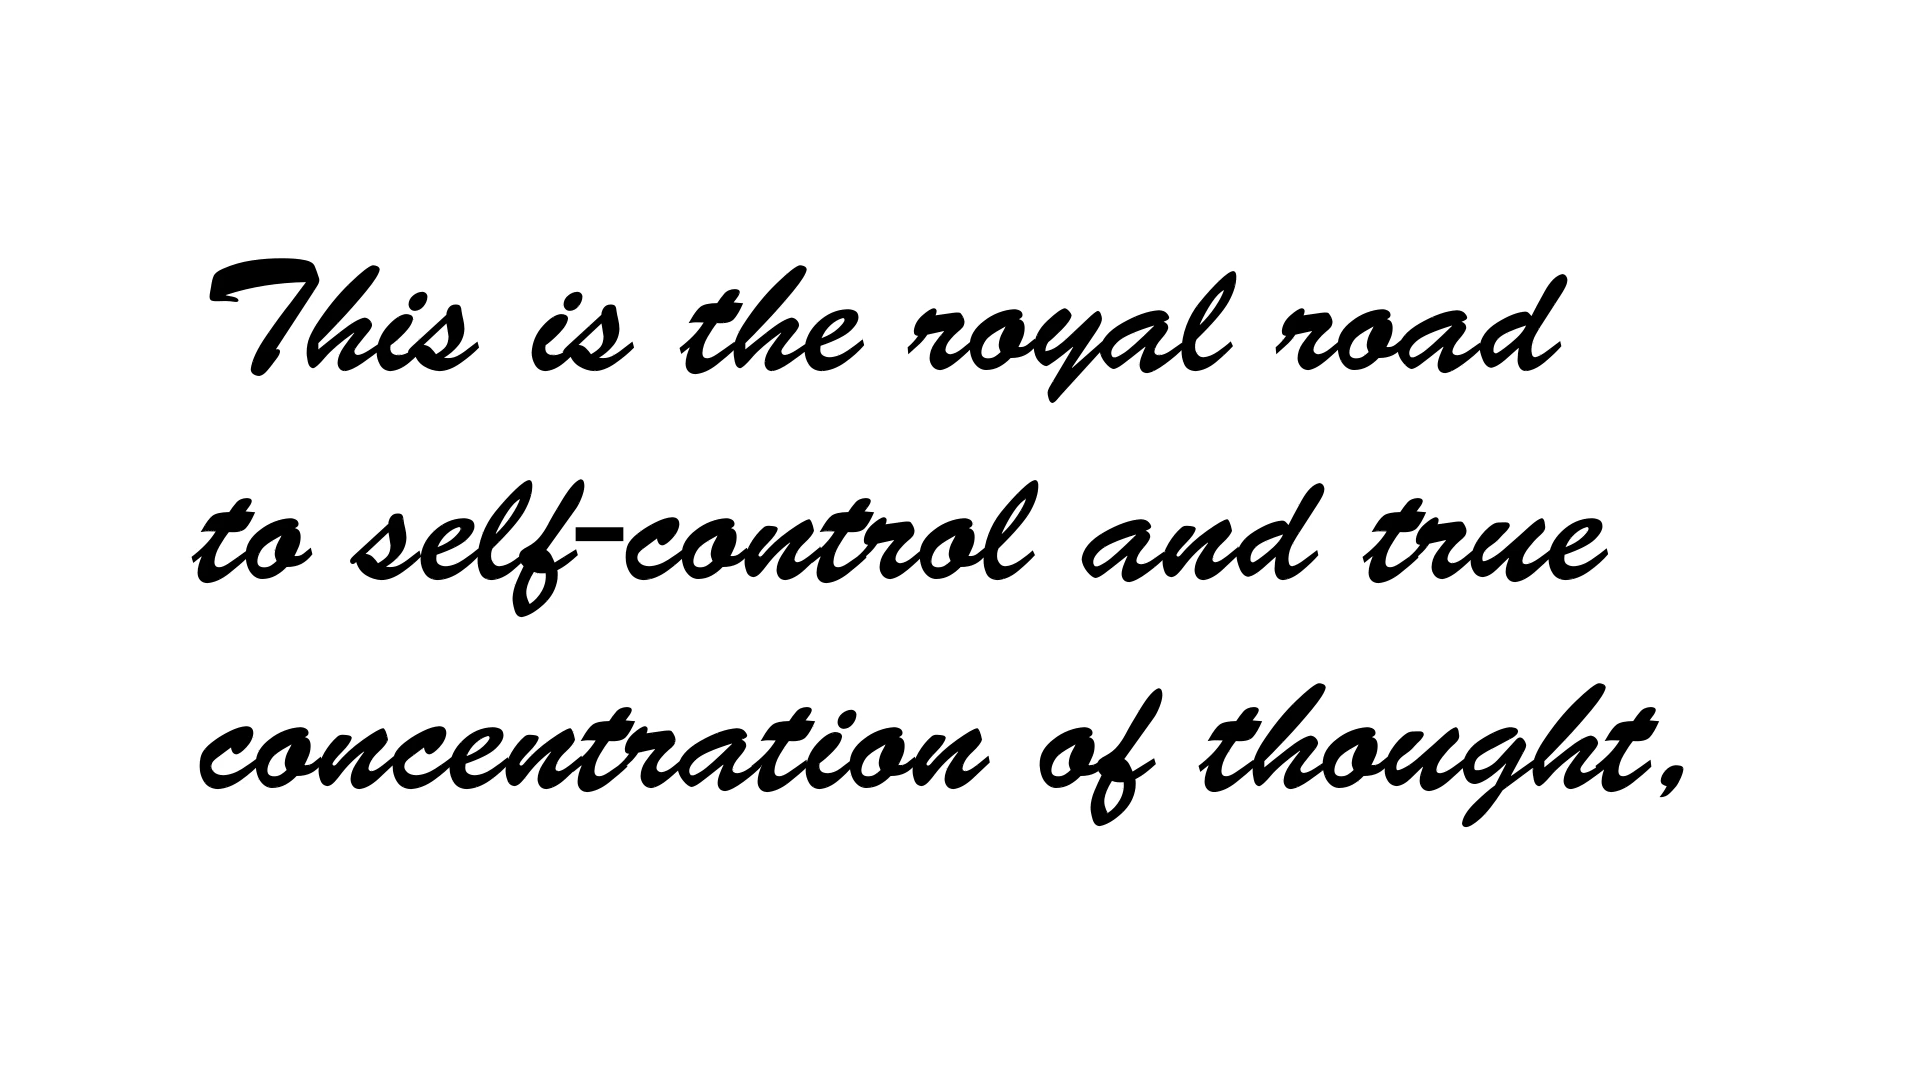 This is the royal road
to self-control and true
concentration of thought,